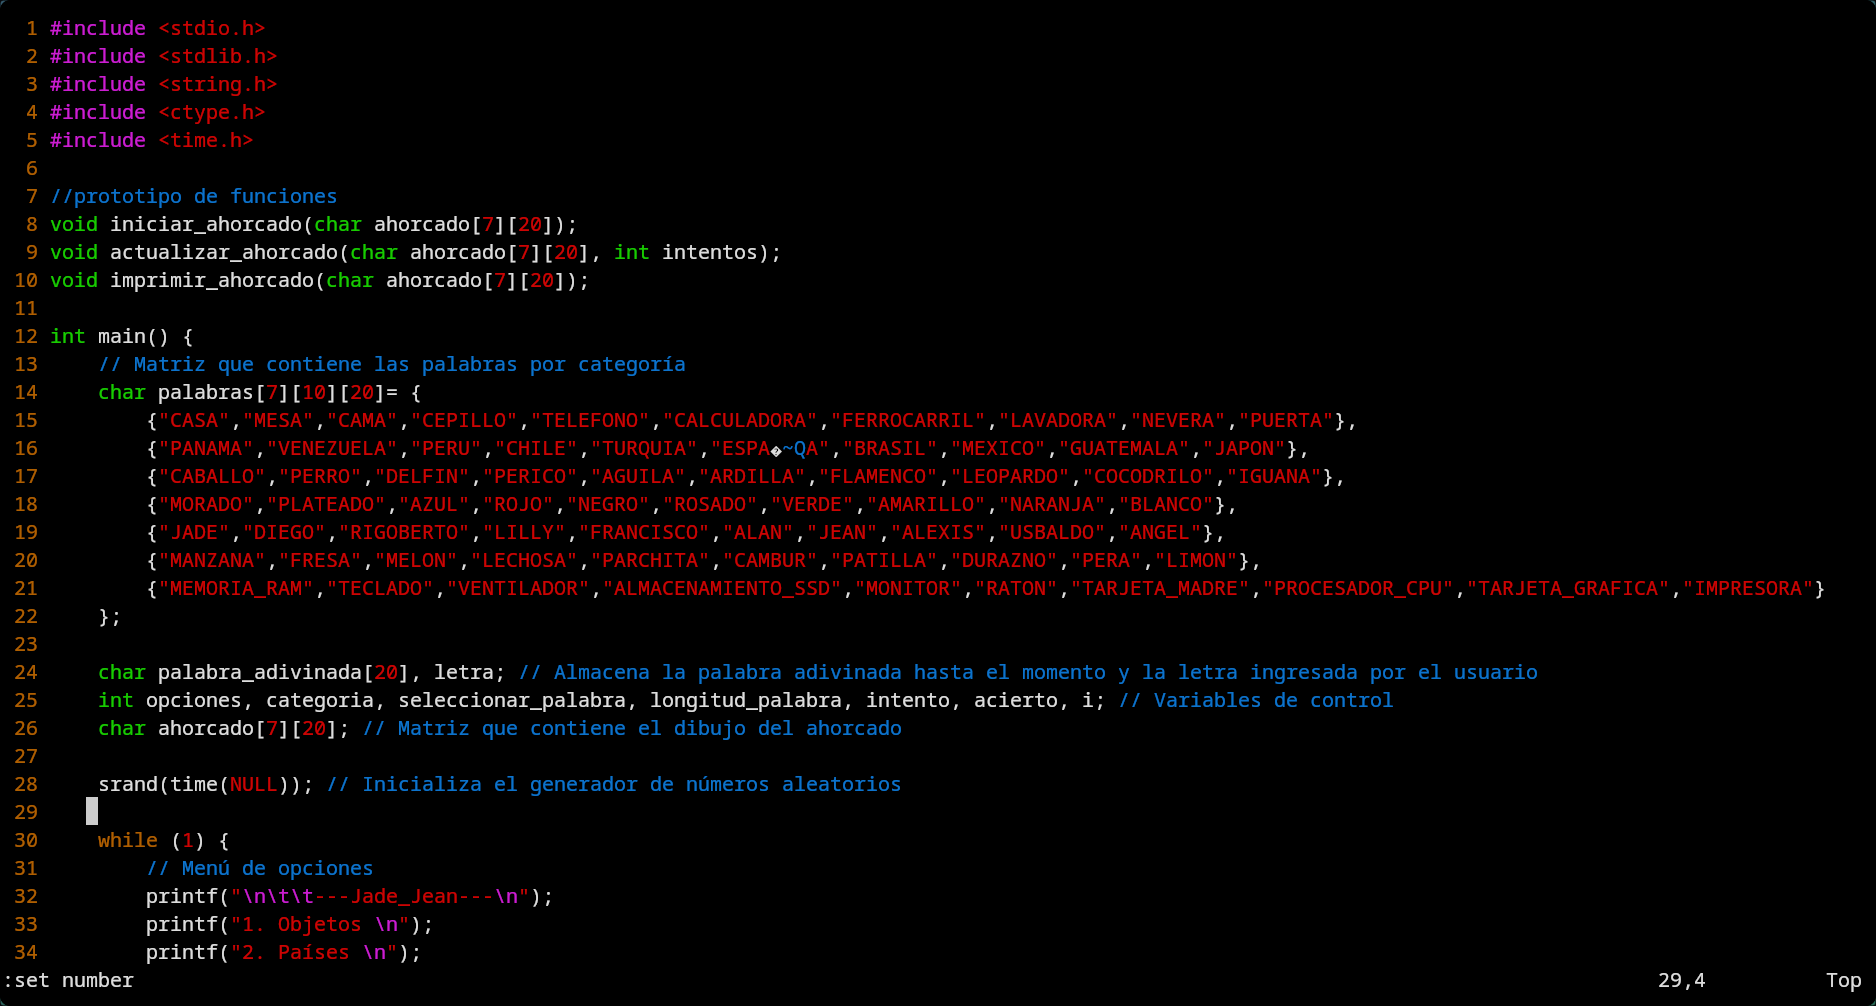 1 #include <stdio.h>
2 #include <stdlib.h>
3 #include <string.h>
4 #include <ctype.h>
5 #include <time.h>
6
7 //prototipo de funciones
8 void iniciar_ahorcado(char ahorcado[7][20]);
9 void actualizar_ahorcado(char ahorcado[7][20], int intentos);
10 void imprimir_ahorcado(char ahorcado[7][20]);
11
12 int main() {
13     // Matriz que contiene las palabras por categoría
14     char palabras[7][10][20]= {
15         {"CASA","MESA","CAMA","CEPILLO","TELEFONO","CALCULADORA","FERROCARRIL","LAVADORA","NEVERA","PUERTA"},
16         {"PANAMA","VENEZUELA","PERU","CHILE","TURQUIA","ESPA�~QA","BRASIL","MEXICO","GUATEMALA","JAPON"},
17         {"CABALLO","PERRO","DELFIN","PERICO","AGUILA","ARDILLA","FLAMENCO","LEOPARDO","COCODRILO","IGUANA"},
18         {"MORADO","PLATEADO","AZUL","ROJO","NEGRO","ROSADO","VERDE","AMARILLO","NARANJA","BLANCO"},
19         {"JADE","DIEGO","RIGOBERTO","LILLY","FRANCISCO","ALAN","JEAN","ALEXIS","USBALDO","ANGEL"},
20         {"MANZANA","FRESA","MELON","LECHOSA","PARCHITA","CAMBUR","PATILLA","DURAZNO","PERA","LIMON"},
21         {"MEMORIA_RAM","TECLADO","VENTILADOR","ALMACENAMIENTO_SSD","MONITOR","RATON","TARJETA_MADRE","PROCESADOR_CPU","TARJETA_GRAFICA","IMPRESORA"}
22     };
23
24     char palabra_adivinada[20], letra; // Almacena la palabra adivinada hasta el momento y la letra ingresada por el usuario
25     int opciones, categoria, seleccionar_palabra, longitud_palabra, intento, acierto, i; // Variables de control
26     char ahorcado[7][20]; // Matriz que contiene el dibujo del ahorcado
27
28     srand(time(NULL)); // Inicializa el generador de números aleatorios
29
30     while (1) {
31         // Menú de opciones
32         printf("\n\t\t---Jade_Jean---\n");
33         printf("1. Objetos \n");
34         printf("2. Países \n");
:set number 29,4 Top